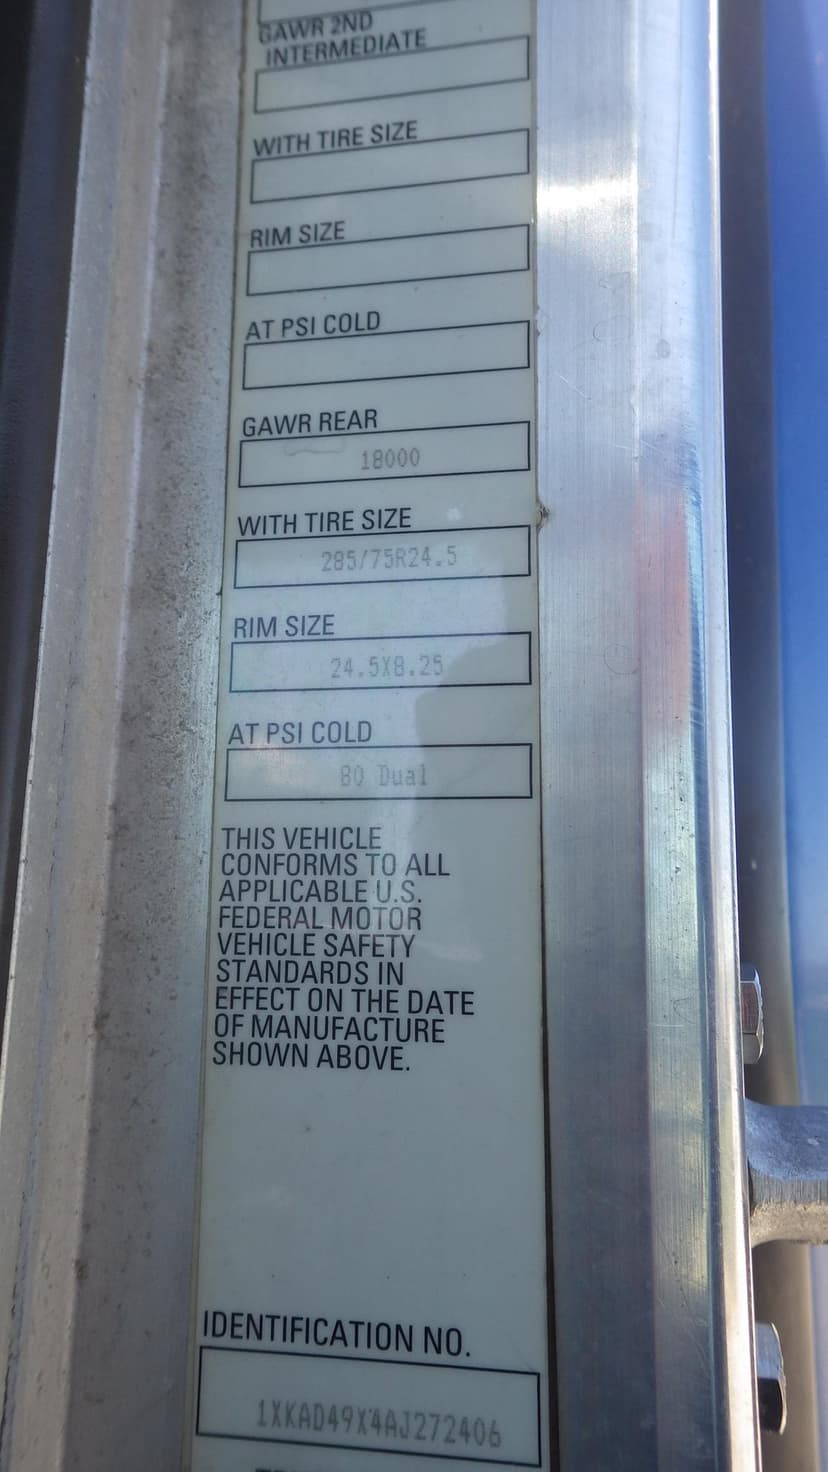 GAWR 2ND
INTERMEDIATE
WITH TIRE SIZE
RIM SIZE
AT PSI COLD
GAWR REAR
18000
WITH TIRE SIZE
285/75R24.5
RIM SIZE
24.5X8.25
AT PSI COLD
80 Dual
THIS VEHICLE
CONFORMS TO ALL
APPLICABLE U.S.
FEDERAL MOTOR
VEHICLE SAFETY
STANDARDS IN
EFFECT ON THE DATE
OF MANUFACTURE
SHOWN ABOVE.
IDENTIFICATION NO.
1XKAD49X4AJ272406